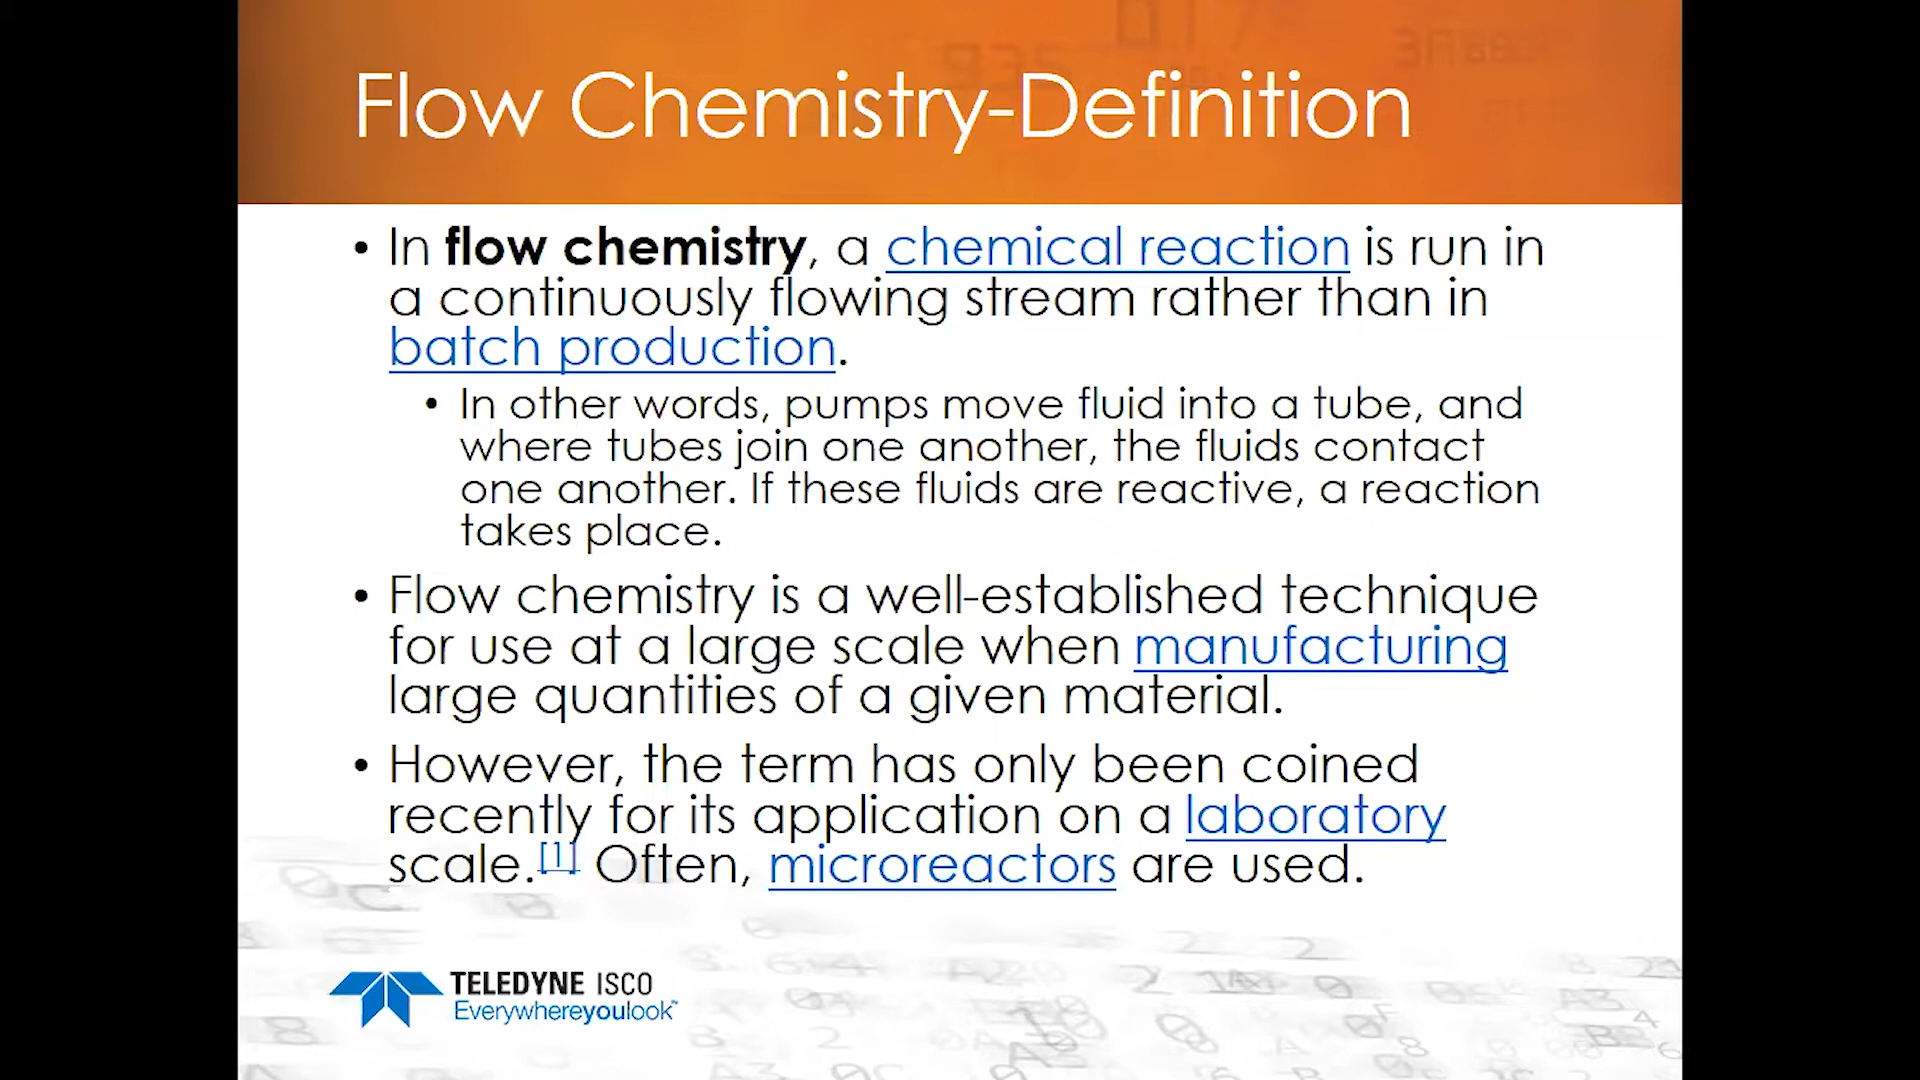 Flow Chemistry-Definition
• In flow chemistry, a chemical reaction is run in
a continuously flowing stream rather than in
batch production.
• In other words, pumps move fluid into a tube, and
where tubes join one another, the fluids contact
one another. If these fluids are reactive, a reaction
takes place.
• Flow chemistry is a well-established technique
for use at a large scale when manufacturing
large quantities of a given material.
• However, the term has only been coined
recently for its application on a laboratory
scale.[1] Often, microreactors are used.
TELEDYNE ISCO
Everywhereyoulook™